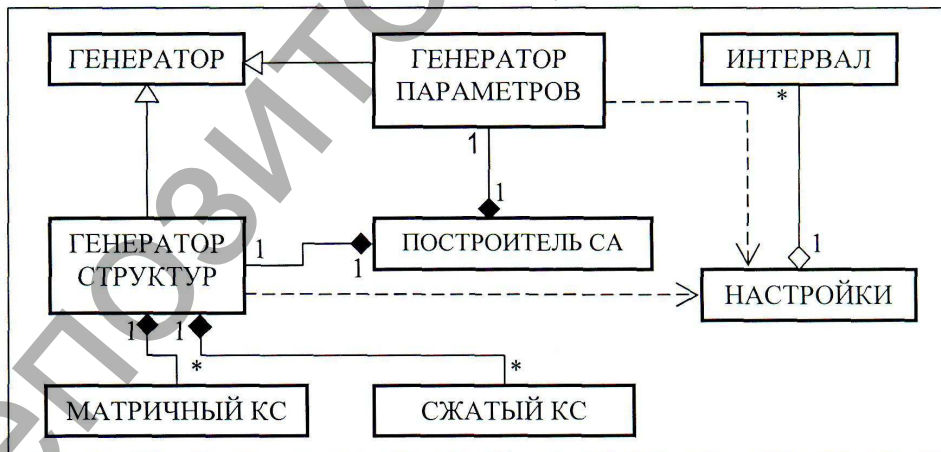 ГЕНЕРАТОР
ГЕНЕРАТОР
ПАРАМЕТРОВ
ИНТЕРВАЛ
*
1
1
ГЕНЕРАТОР
СТРУКТУР
1
1
ПОСТРОИТЕЛЬ СА
1
НАСТРОЙКИ
1
1
*
*
МАТРИЧНЫЙ КС
СЖАТЫЙ КС